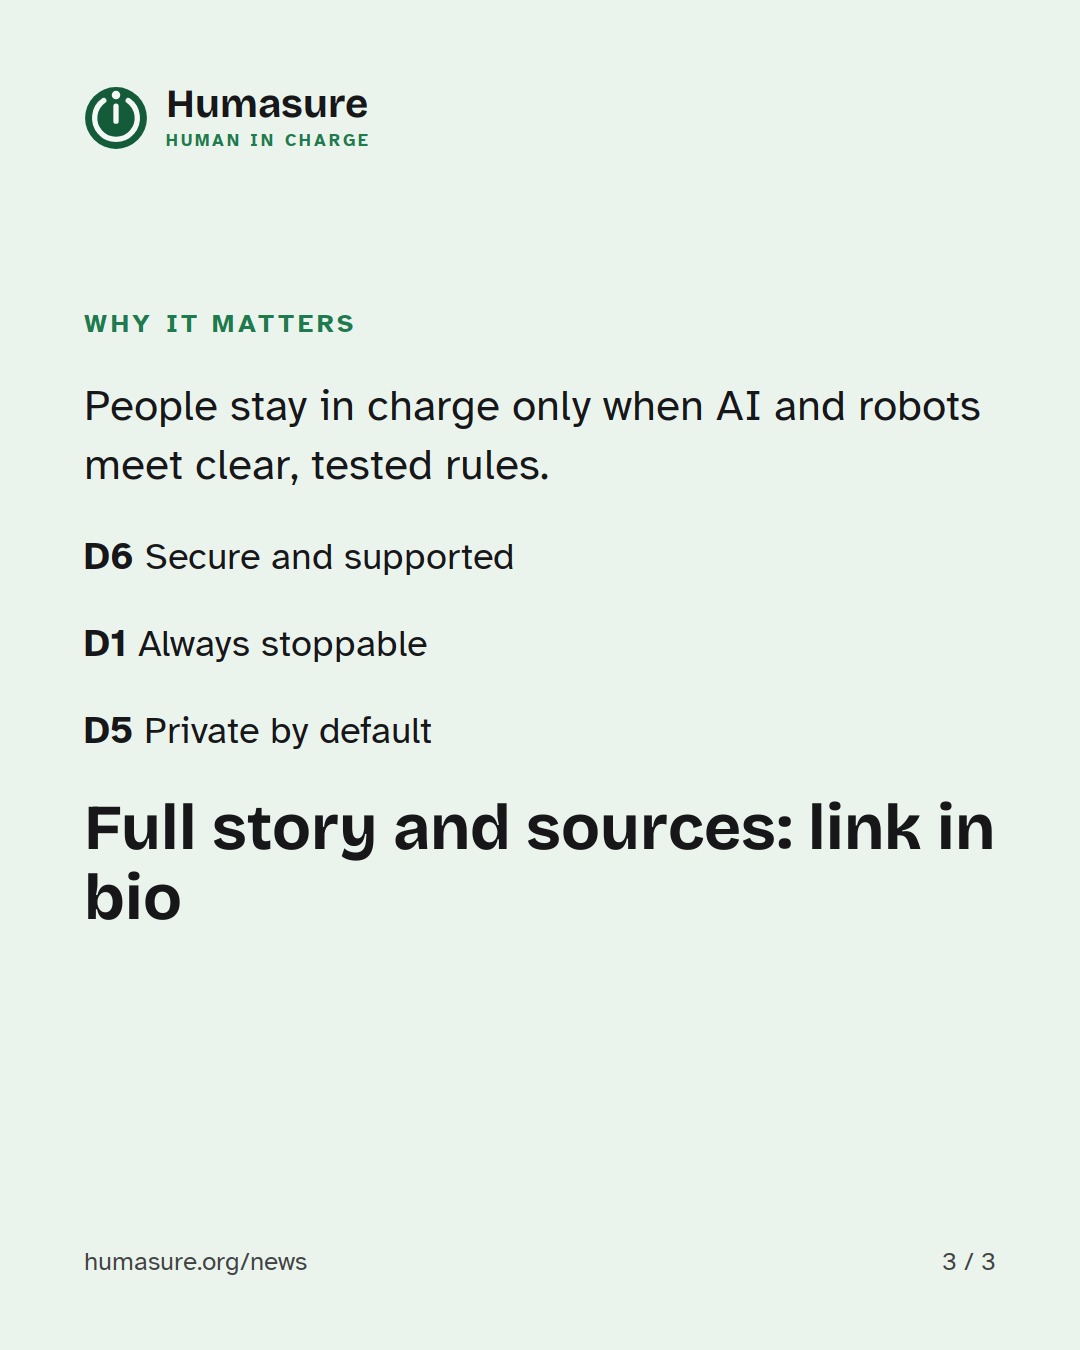 Humasure
HUMAN IN CHARGE
WHY IT MATTERS
People stay in charge only when AI and robots
meet clear, tested rules.
D6 Secure and supported
D1 Always stoppable
D5 Private by default
Full story and sources: link in
bio
humasure.org/news
3 / 3